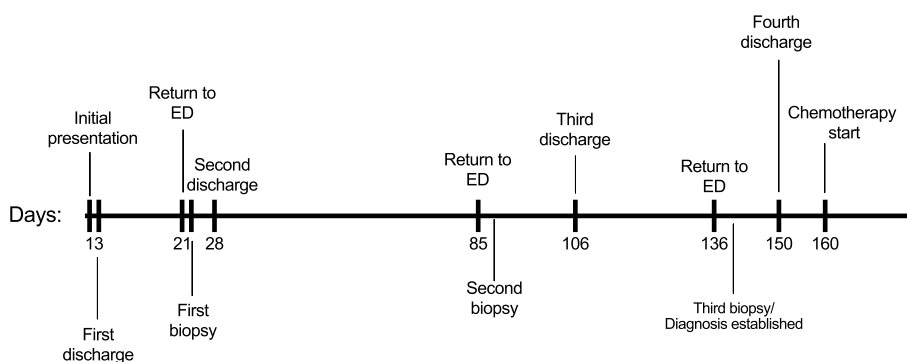 Fourth
discharge
Initial
presentation
Return to
ED
Second
discharge
Return to
ED
Third
discharge
Return to
ED
Chemotherapy
start
Days:
13 21 28 85 106 136 150 160
First
discharge
First
biopsy
Second
biopsy
Third biopsy/
Diagnosis established